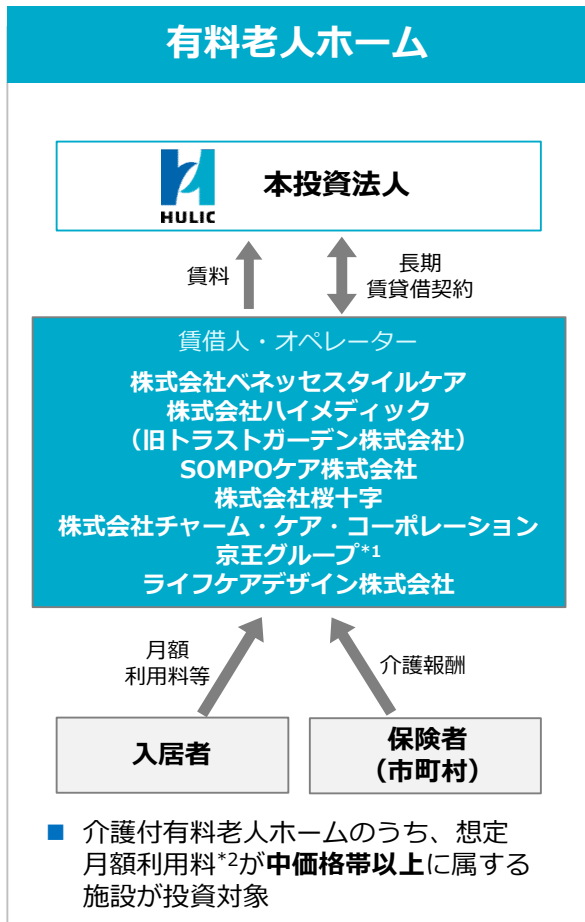 有料老人ホーム
HULIC
本投資法人
賃料
長期
賃貸借契約
賃借人・オペレーター
株式会社ベネッセスタイルケア
株式会社ハイメディック
（旧トラストガーデン株式会社）
SOMPOケア株式会社
株式会社桜十字
株式会社チャーム・ケア・コーポレーション
京王グループ*1
ライフケアデザイン株式会社
月額
利用料等
介護報酬
入居者
保険者
（市町村）
■ 介護付有料老人ホームのうち、想定
月額利用料*2が中価格帯以上に属する
施設が投資対象